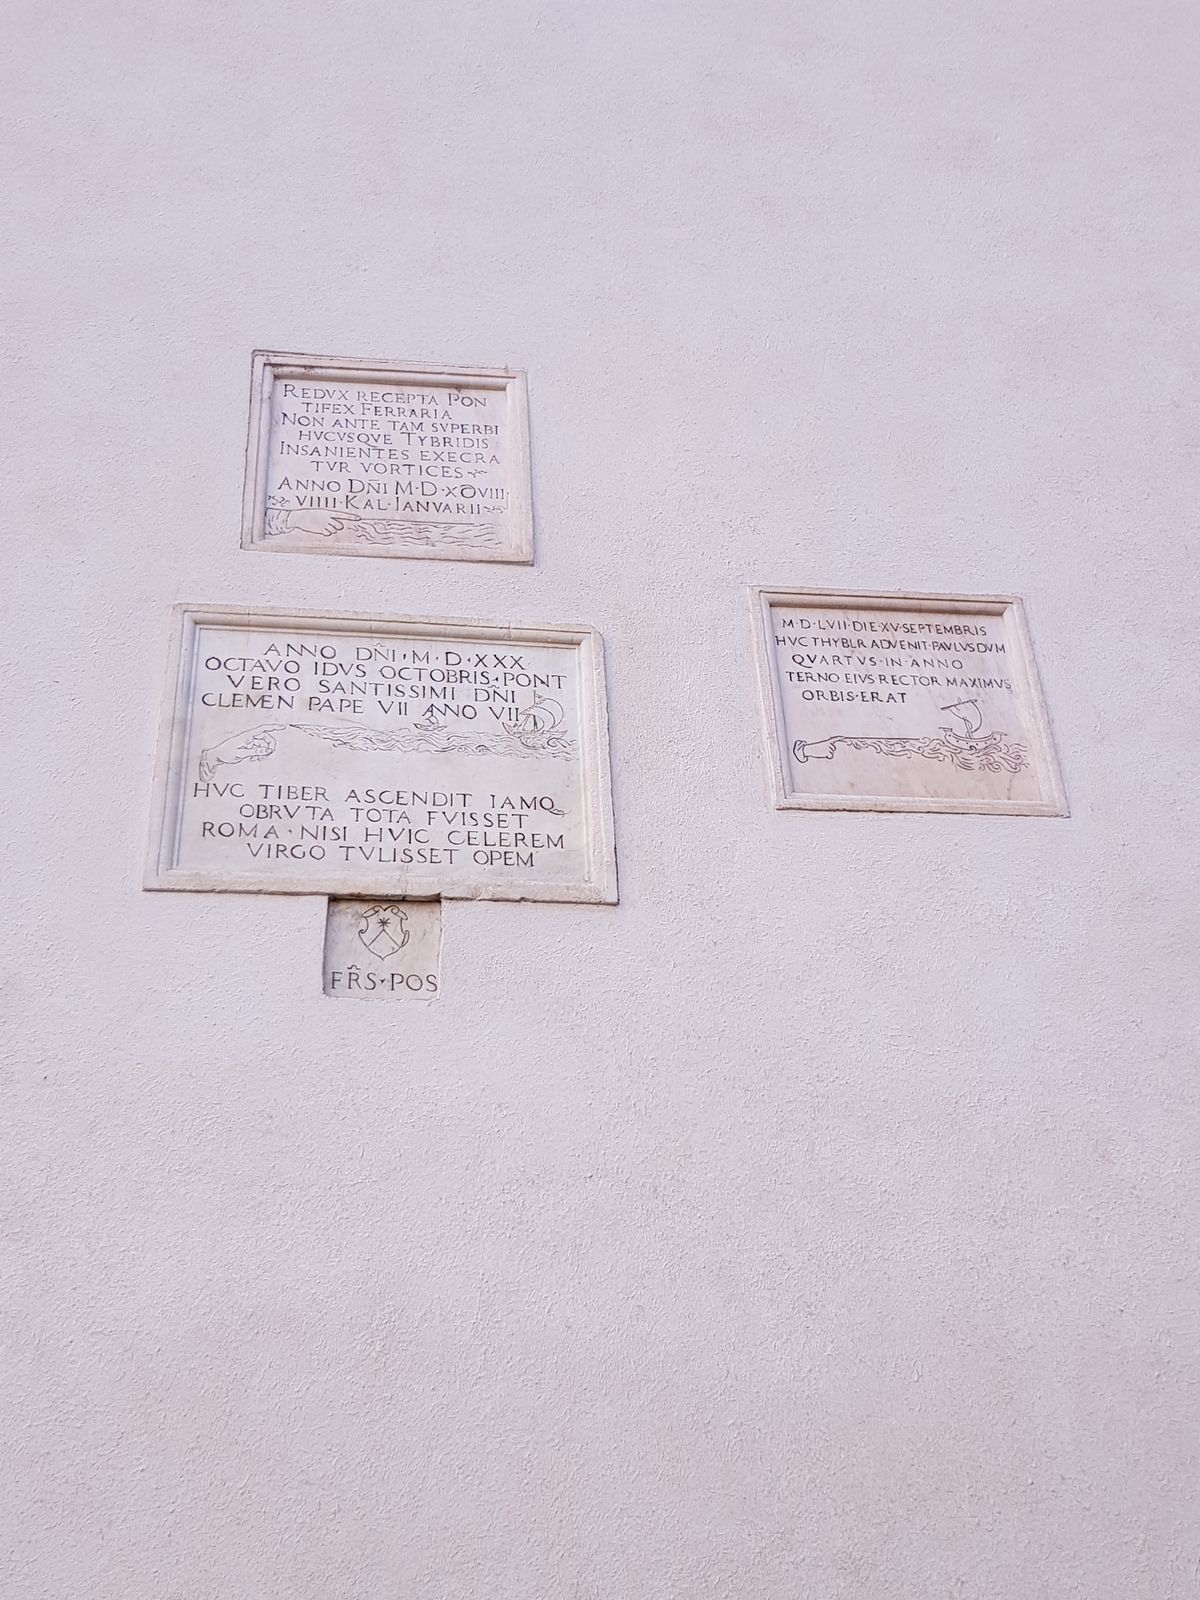 REDVX RECEPTA PON
TIFEX FERRARIA
NON ANTE TAM SVPERBI
HVCVSQVE TYBRIDIS
INSANIENTES EXECRA
TVR VORTICES
ANNO DÑI M·D·XCVIII·
VIIII·KAL·IANVARII
ANNO DÑI·M·D·XXX·
OCTAVO IDVS OCTOBRIS·PONT
VERO SANTISSIMI DÑI
CLEMEN PAPE VII ANNO VII
HVC TIBER ASCENDIT IAMQ
OBRVTA TOTA FVISSET
ROMA·NISI HVIC CELEREM
VIRGO TVLISSET OPEM
FR̃S·POS
M·D·LVII·DIE·XV·SEPTEMBRIS
HVC THYBLR ADVENIT·PAVLVS DVM
QVARTVS·IN·ANNO
TERNO EIVS RECTOR MAXIMVS
ORBIS·ERAT